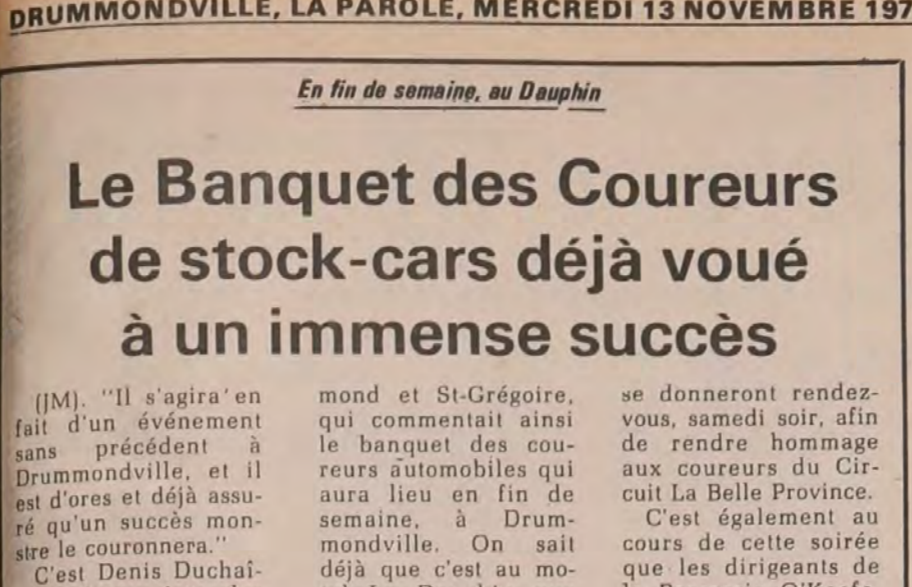 DRUMMONDVILLE, LA PAROLE, MERCREDI 13 NOVEMBRE 197
En fin de semaine, au Dauphin
Le Banquet des Coureurs
de stock-cars déjà voué
à un immense succès
(JM). "Il s'agira en
fait d'un événement
sans précédent à
Drummondville, et il
est d'ores et déjà assu-
ré qu'un succès mon-
stre le couronnera."
C'est Denis Duchaî-
mond et St-Grégoire,
qui commentait ainsi
le banquet des cou-
reurs automobiles qui
aura lieu en fin de
semaine, à Drum-
mondville. On sait
déjà que c'est au mo-
se donneront rendez-
vous, samedi soir, afin
de rendre hommage
aux coureurs du Cir-
cuit La Belle Province.
C'est également au
cours de cette soirée
que les dirigeants de